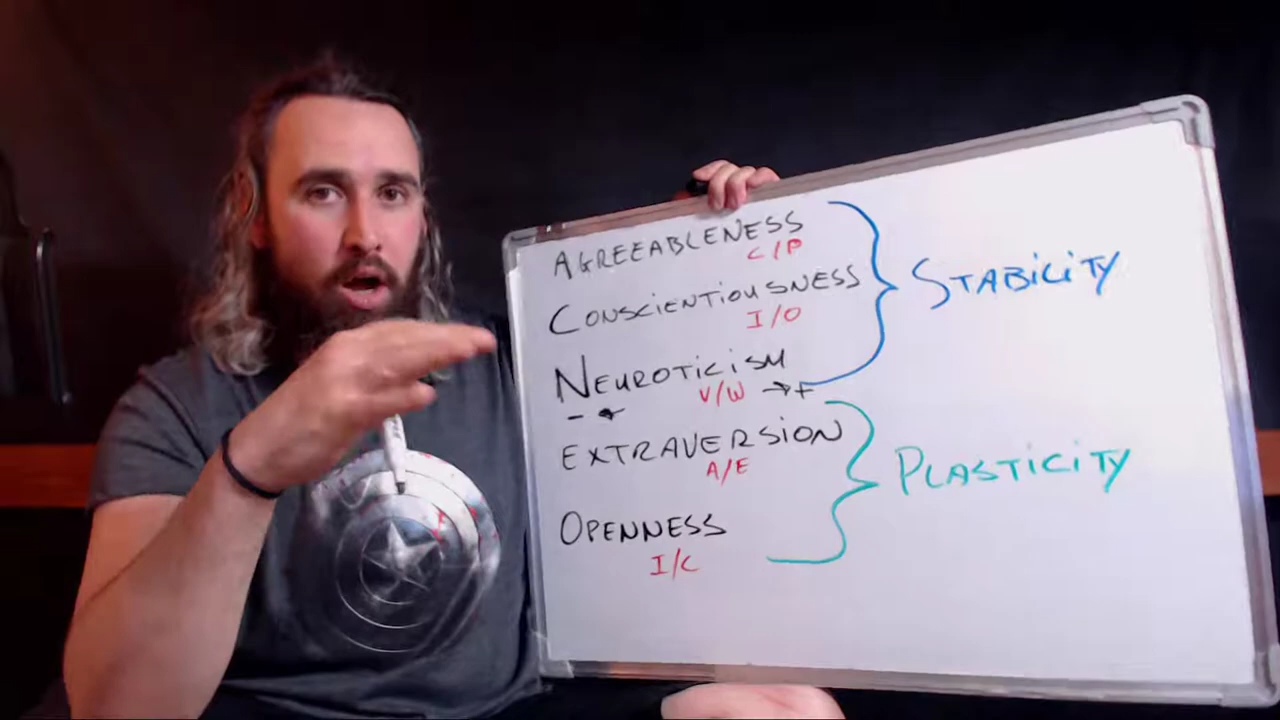 AGREEABLENESS
C/P
CONSCIENTIOUSNESS
I/O
STABILITY
NEUROTICISM
- ← V/W → +
EXTRAVERSION
A/E
PLASTICITY
OPENNESS
I/C